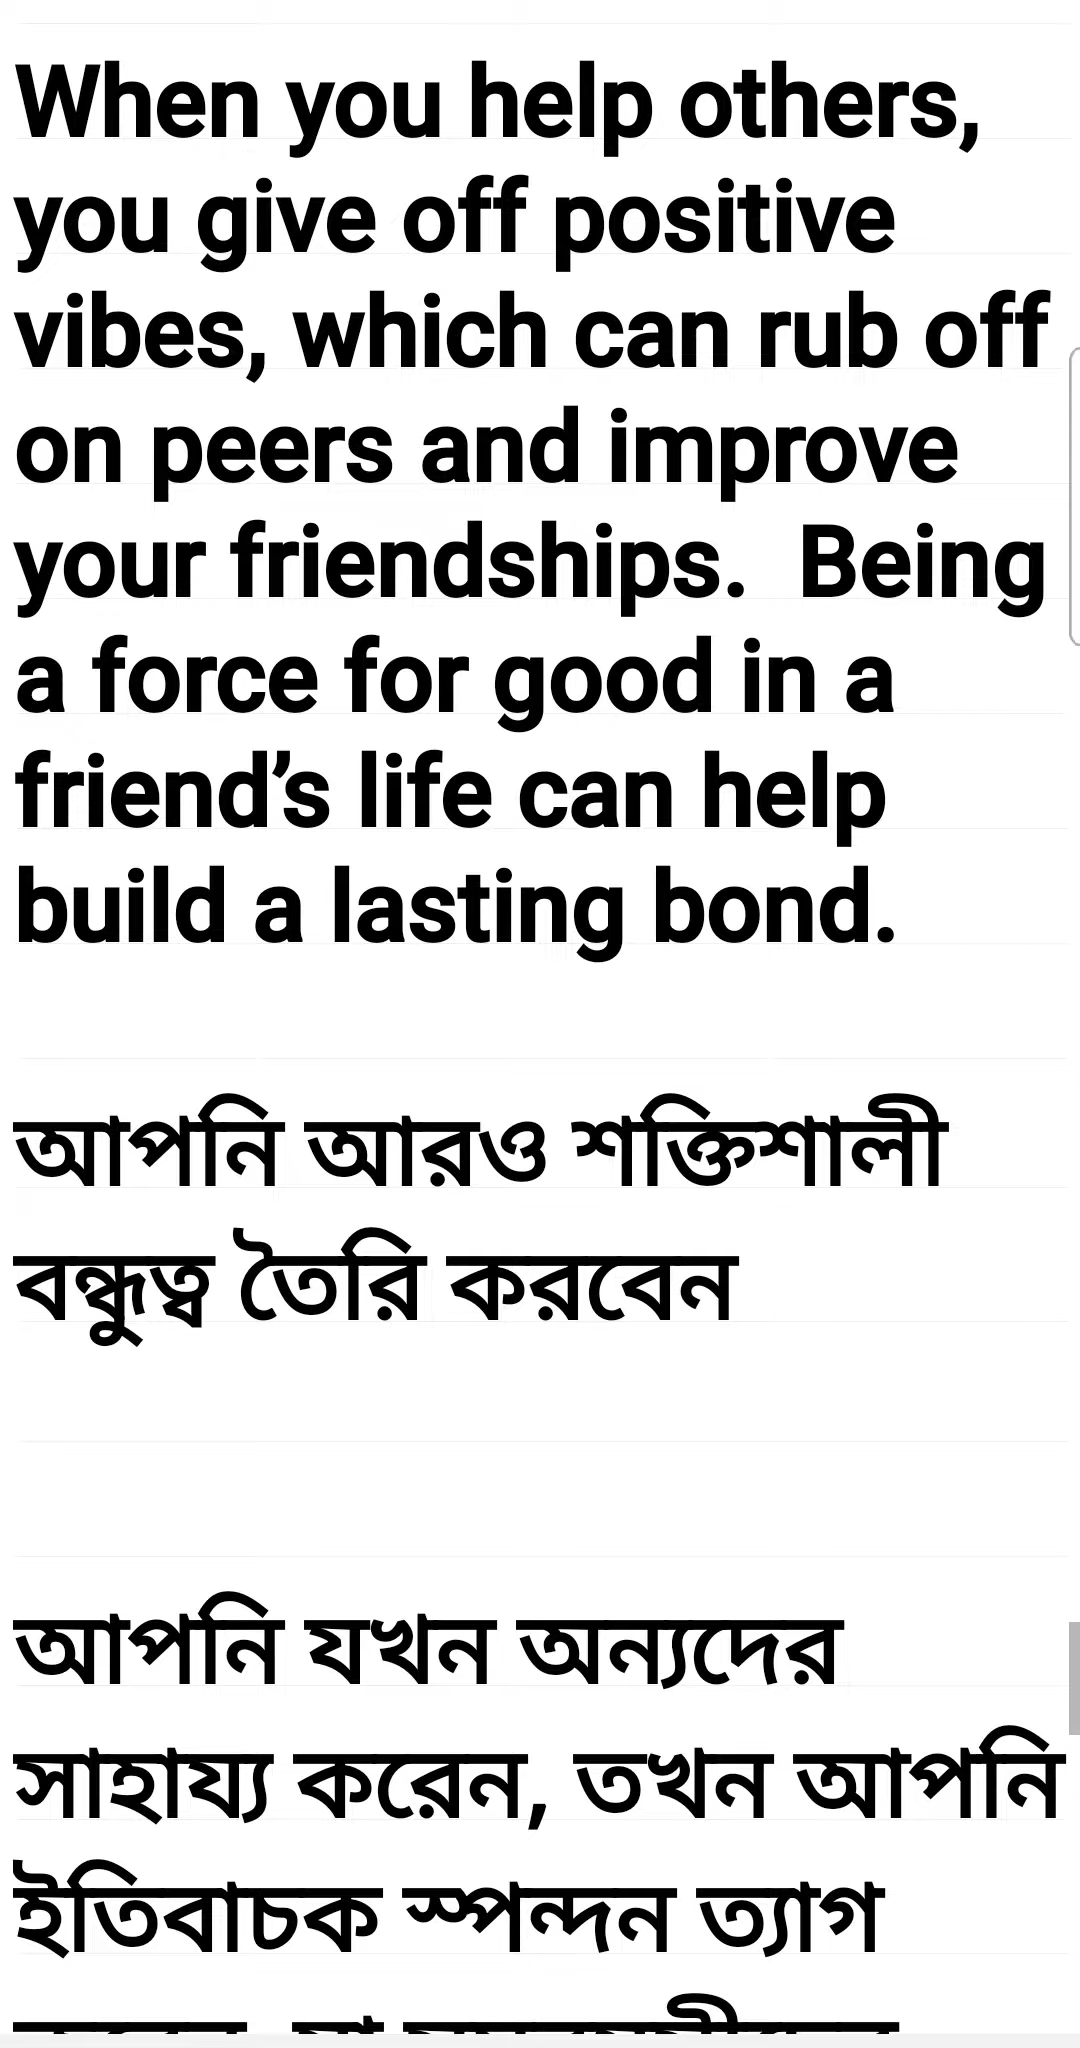 When you help others,
you give off positive
vibes, which can rub off
on peers and improve
your friendships.  Being
a force for good in a
friend’s life can help
build a lasting bond.
আপনি আরও শক্তিশালী
বন্ধুত্ব তৈরি করবেন
আপনি যখন অন্যদের
সাহায্য করেন, তখন আপনি
ইতিবাচক স্পন্দন ত্যাগ